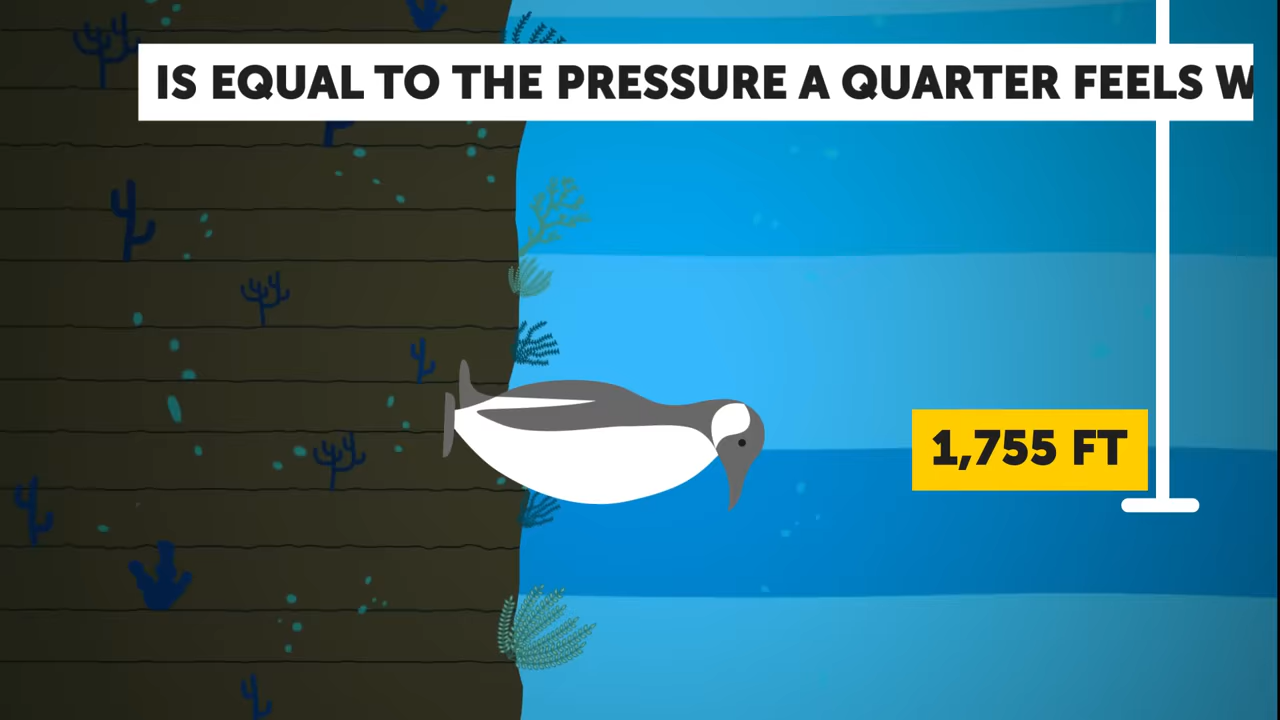 IS EQUAL TO THE PRESSURE A QUARTER FEELS
1,755 FT